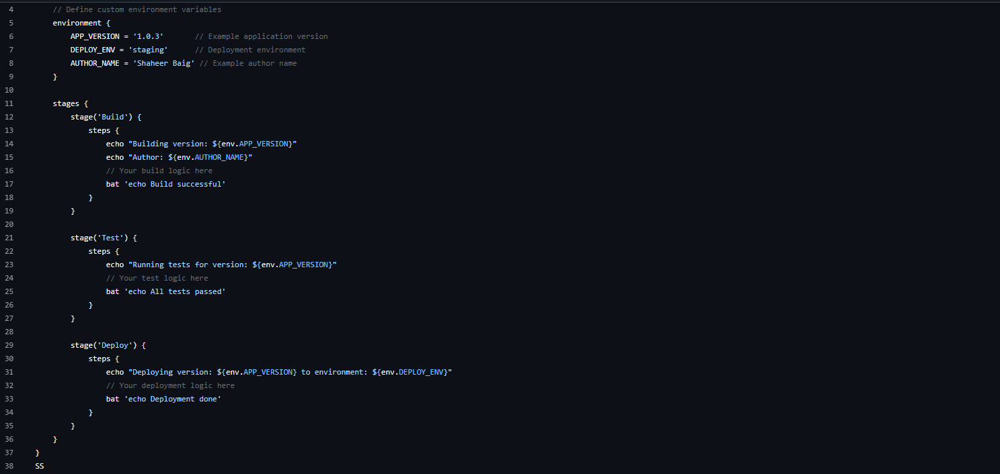 4 // Define custom environment variables
5 environment {
6 APP_VERSION = '1.0.3' // Example application version
7 DEPLOY_ENV = 'staging' // Deployment environment
8 AUTHOR_NAME = 'Shaheer Baig' // Example author name
9 }
10
11 stages {
12 stage('Build') {
13 steps {
14 echo "Building version: ${env.APP_VERSION}"
15 echo "Author: ${env.AUTHOR_NAME}"
16 // Your build logic here
17 bat 'echo Build successful'
18 }
19 }
20
21 stage('Test') {
22 steps {
23 echo "Running tests for version: ${env.APP_VERSION}"
24 // Your test logic here
25 bat 'echo All tests passed'
26 }
27 }
28
29 stage('Deploy') {
30 steps {
31 echo "Deploying version: ${env.APP_VERSION} to environment: ${env.DEPLOY_ENV}"
32 // Your deployment logic here
33 bat 'echo Deployment done'
34 }
35 }
36 }
37 }
38 SS